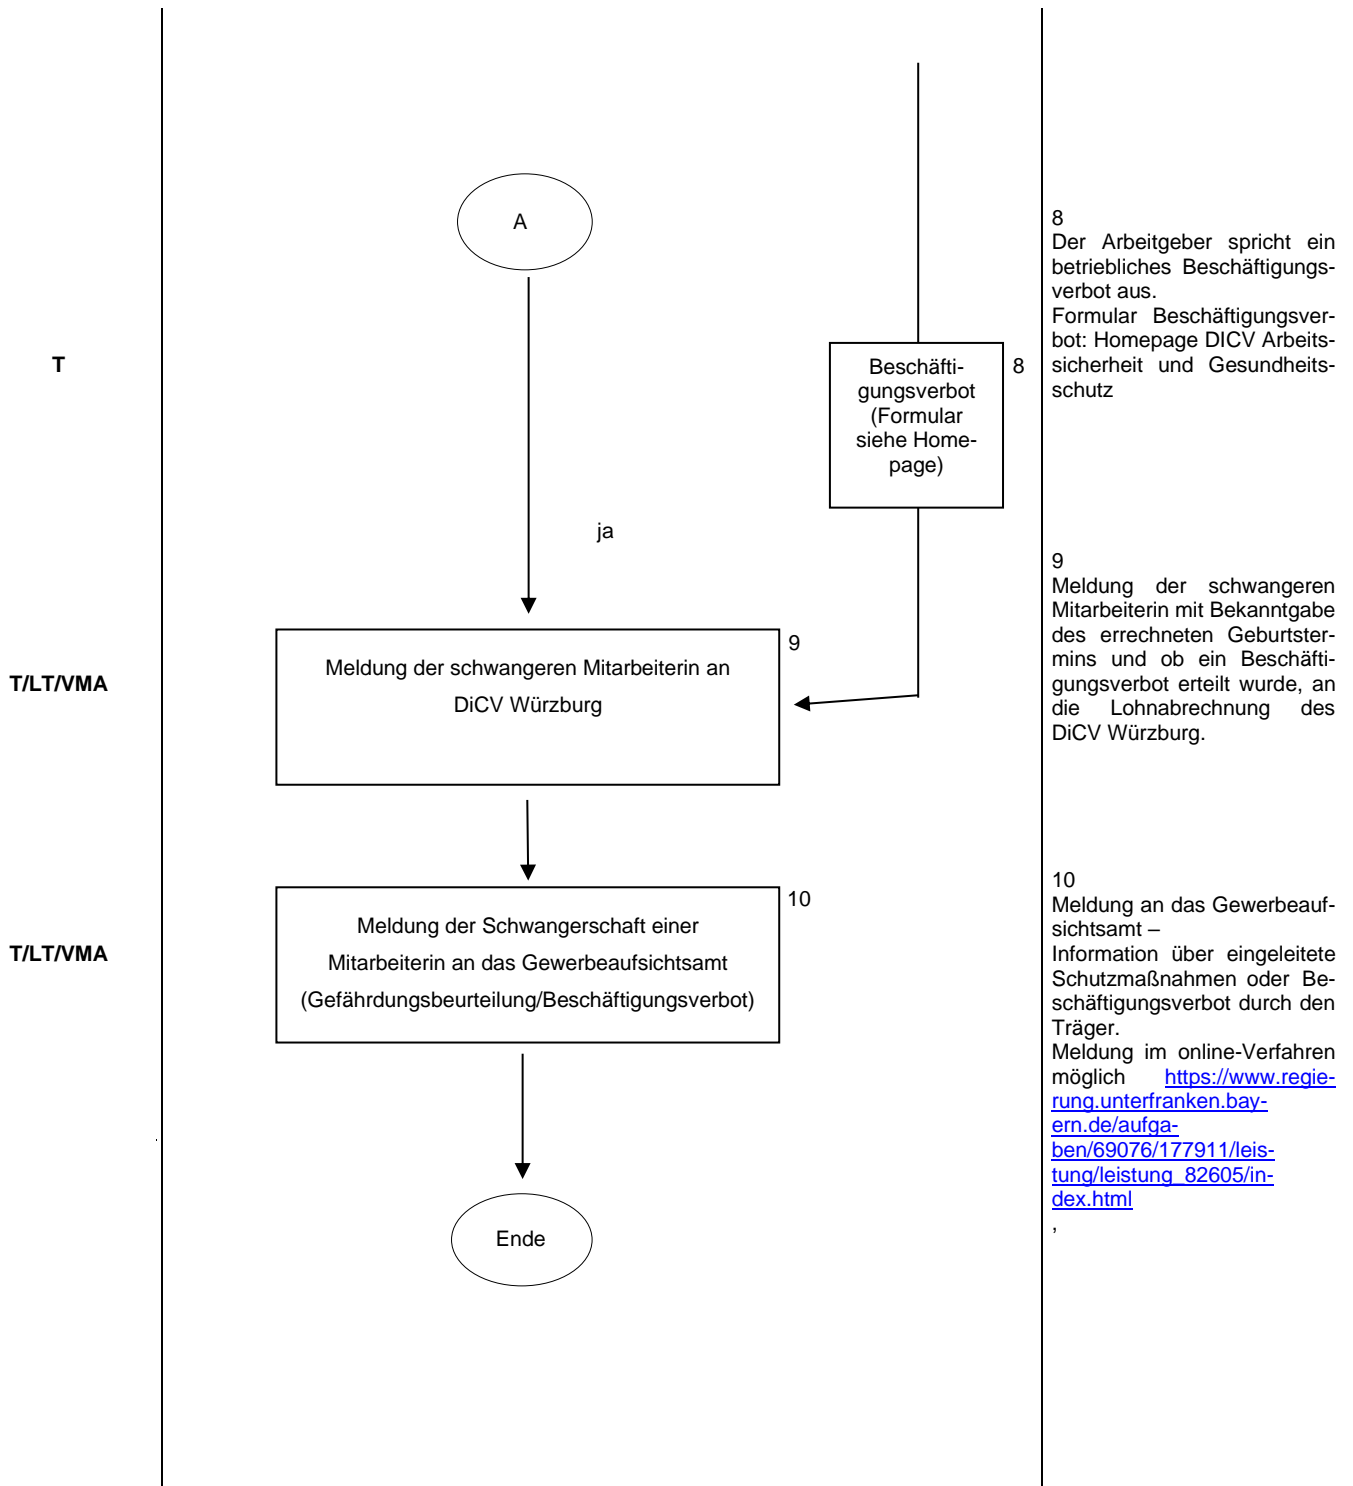 A
T
Beschäfti-
gungsverbot
(Formular
siehe Home-
page)
8
8
Der Arbeitgeber spricht ein
betriebliches Beschäftigungs-
verbot aus.
Formular Beschäftigungsver-
bot: Homepage DICV Arbeits-
sicherheit und Gesundheits-
schutz
ja
T/LT/VMA
Meldung der schwangeren Mitarbeiterin an
DiCV Würzburg
9
9
Meldung der schwangeren
Mitarbeiterin mit Bekanntgabe
des errechneten Geburtster-
mins und ob ein Beschäfti-
gungsverbot erteilt wurde, an
die Lohnabrechnung des
DiCV Würzburg.
T/LT/VMA
Meldung der Schwangerschaft einer
Mitarbeiterin an das Gewerbeaufsichtsamt
(Gefährdungsbeurteilung/Beschäftigungsverbot)
10
10
Meldung an das Gewerbeauf-
sichtsamt –
Information über eingeleitete
Schutzmaßnahmen oder Be-
schäftigungsverbot durch den
Träger.
Meldung im online-Verfahren
möglich https://www.regie-
rung.unterfranken.bay-
ern.de/aufga-
ben/69076/177911/leis-
tung/leistung_82605/in-
dex.html
,
Ende